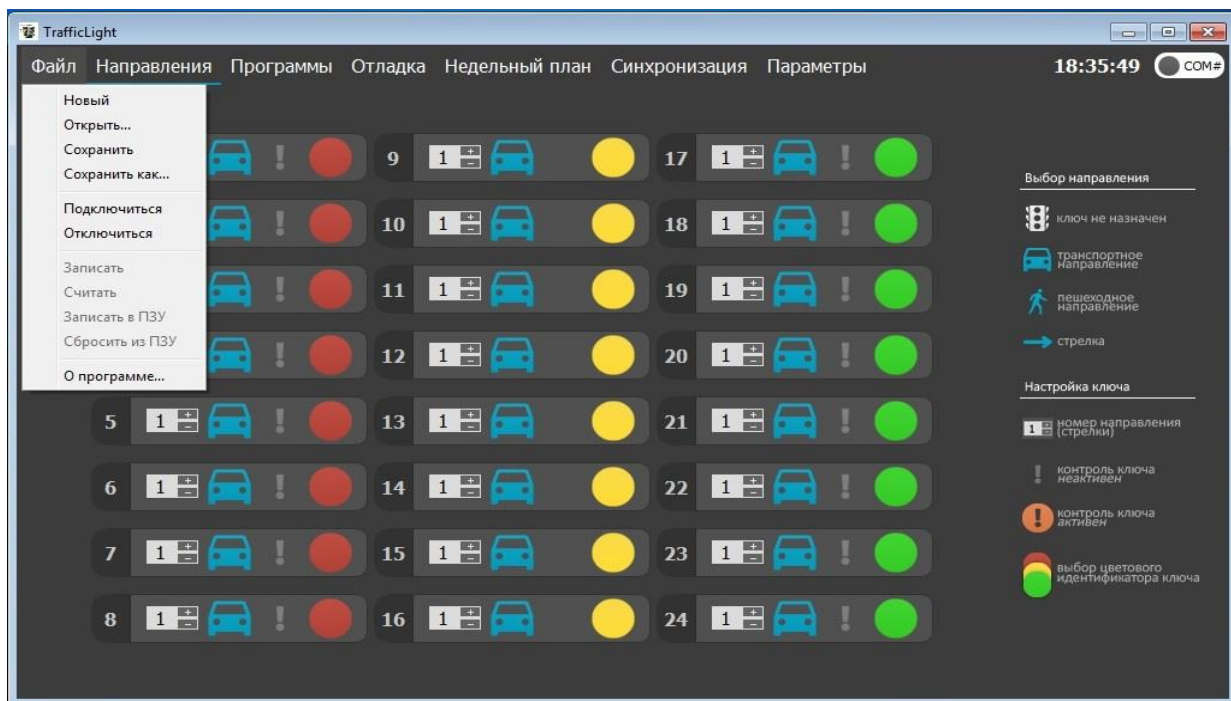 TrafficLight
Файл Направления Программы Отладка Недельный план Синхронизация Параметры 18:35:49 COM#
Новый
Открыть...
Сохранить
Сохранить как...
Подключиться
Отключиться
Записать
Считать
Записать в ПЗУ
Сбросить из ПЗУ
О программе...
9 1 17 1
10 1 18 1
11 1 19 1
12 1 20 1
5 1 13 1 21 1
6 1 14 1 22 1
7 1 15 1 23 1
8 1 16 1 24 1
Выбор направления
ключ не назначен
транспортное
направление
пешеходное
направление
стрелка
Настройка ключа
1 номер направления
(стрелки)
контроль ключа
неактивен
контроль ключа
активен
выбор цветового
идентификатора ключа